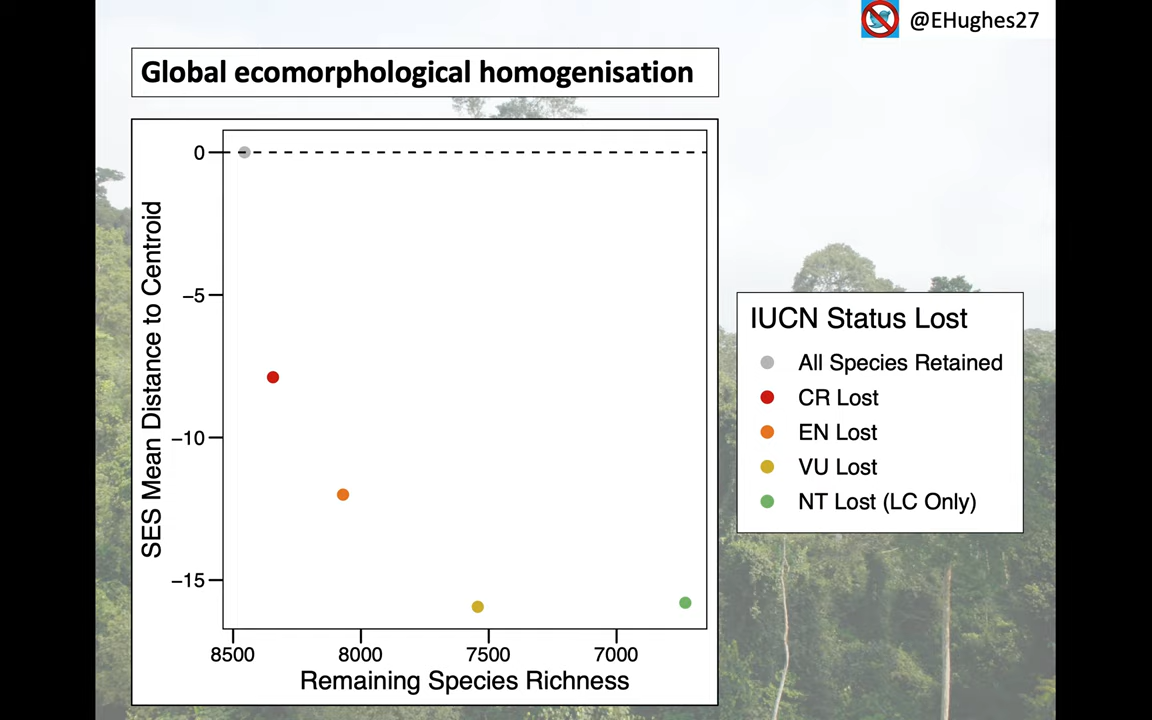 @EHughes27
Global ecomorphological homogenisation
SES Mean Distance to Centroid
0
−5
−10
−15
8500 8000 7500 7000
Remaining Species Richness
IUCN Status Lost
All Species Retained
CR Lost
EN Lost
VU Lost
NT Lost (LC Only)